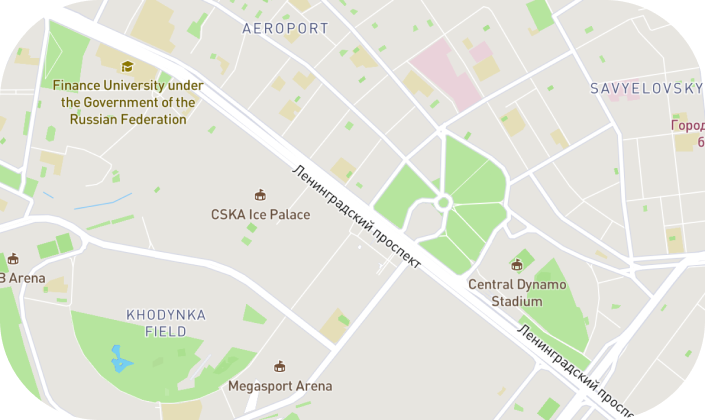 AEROPORT
Finance University under
the Government of the
Russian Federation
SAVYELOVSKY
Город
б
Ленинградский проспект
CSKA Ice Palace
B Arena
Central Dynamo
Stadium
KHODYNKA
FIELD
Ленинградский проспе
Megasport Arena